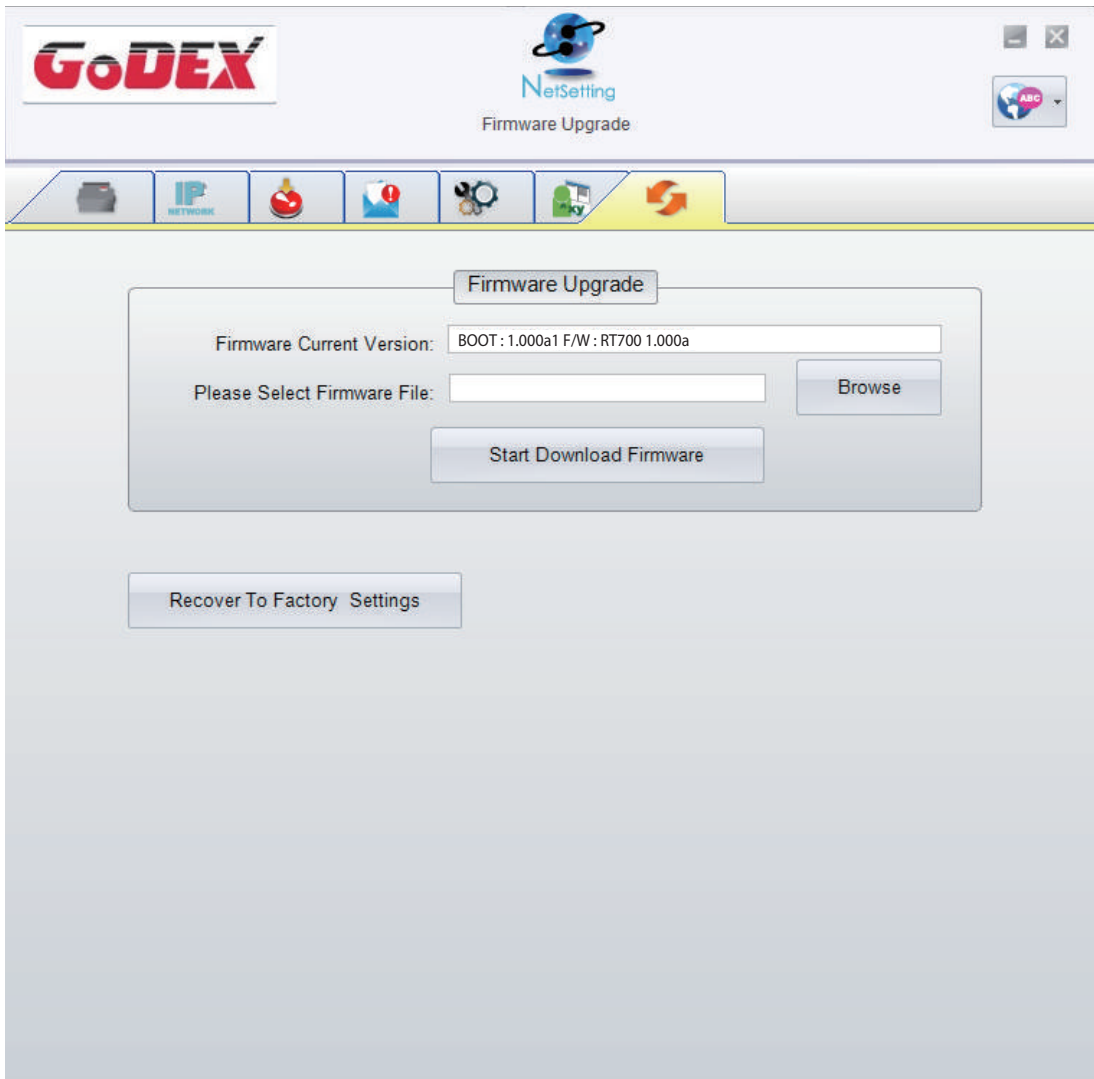 GoDEX
NetSetting
Firmware Upgrade
ABC
IP
NETWORK
Firmware Upgrade
Firmware Current Version:
BOOT : 1.000a1 F/W : RT700 1.000a
Please Select Firmware File:
Browse
Start Download Firmware
Recover To Factory Settings